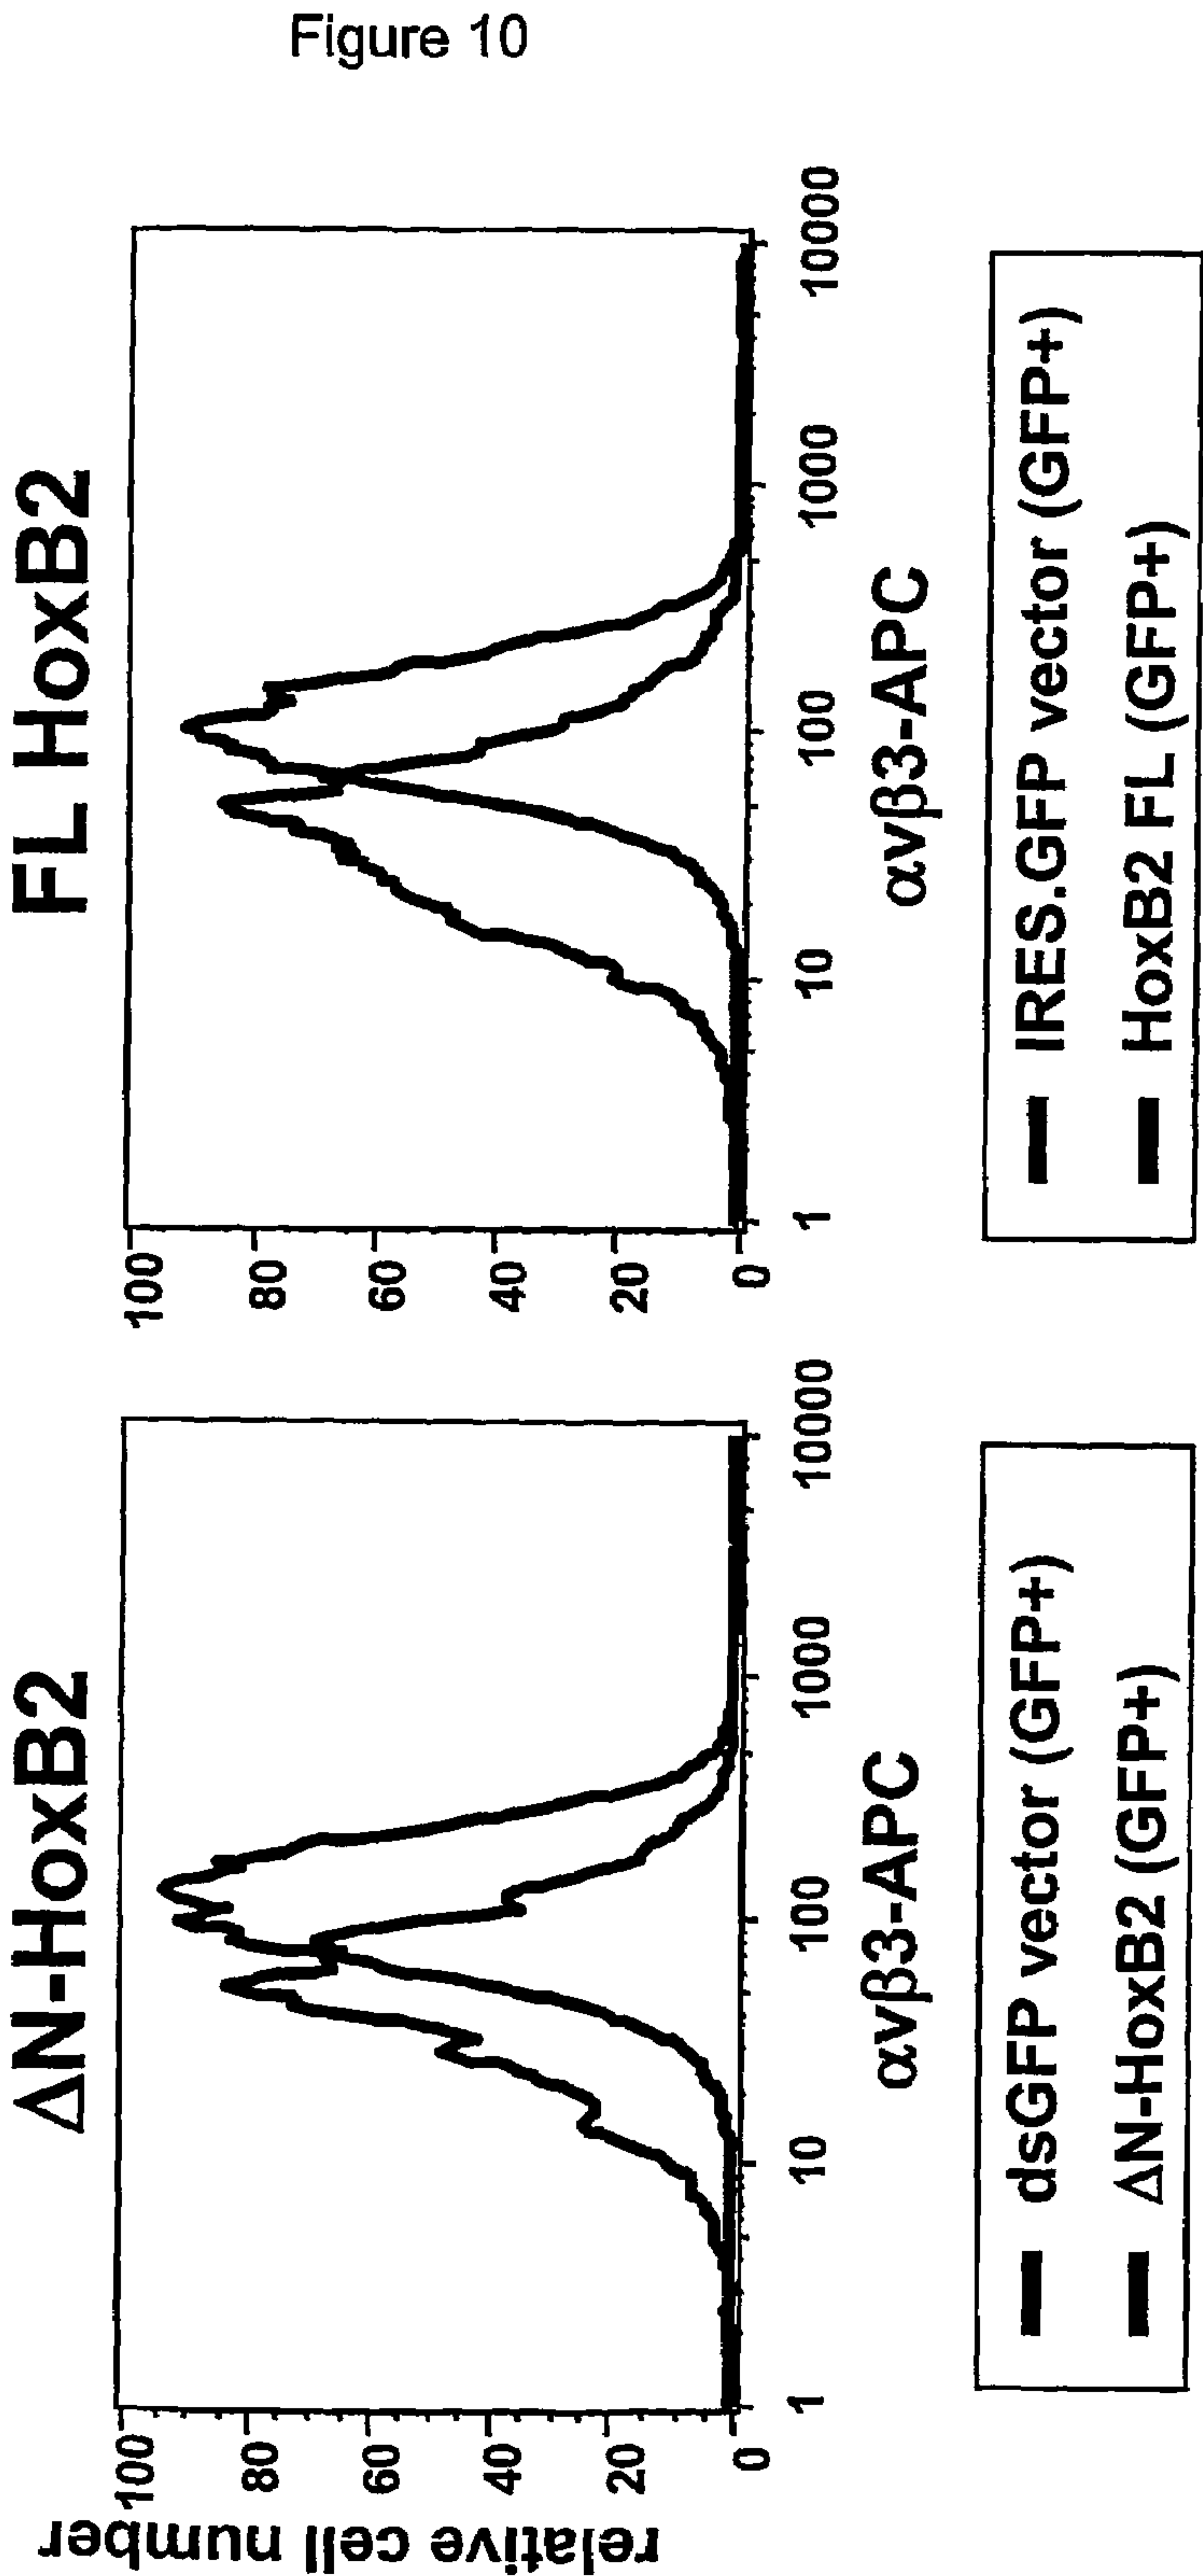 Figure 10
ΔN-HoxB2
relative cell number
100
80
60
40
20
0
1
10
100
1000
10000
αvβ3-APC
dsGFP vector (GFP+)
ΔN-HoxB2 (GFP+)
FL HoxB2
100
80
60
40
20
0
1
10
100
1000
10000
αvβ3-APC
IRES.GFP vector (GFP+)
HoxB2 FL (GFP+)